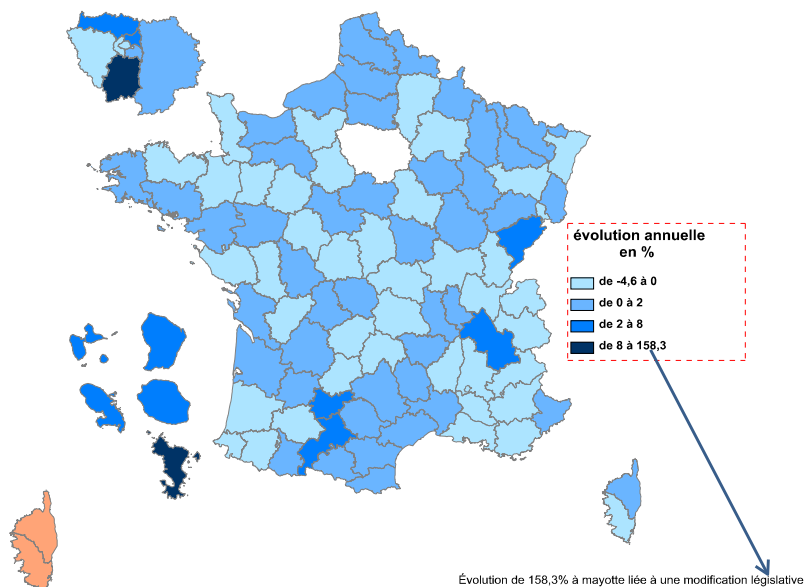 évolution annuelle
en %
de -4,6 à 0
de 0 à 2
de 2 à 8
de 8 à 158,3
Évolution de 158,3% à mayotte liée à une modification législative